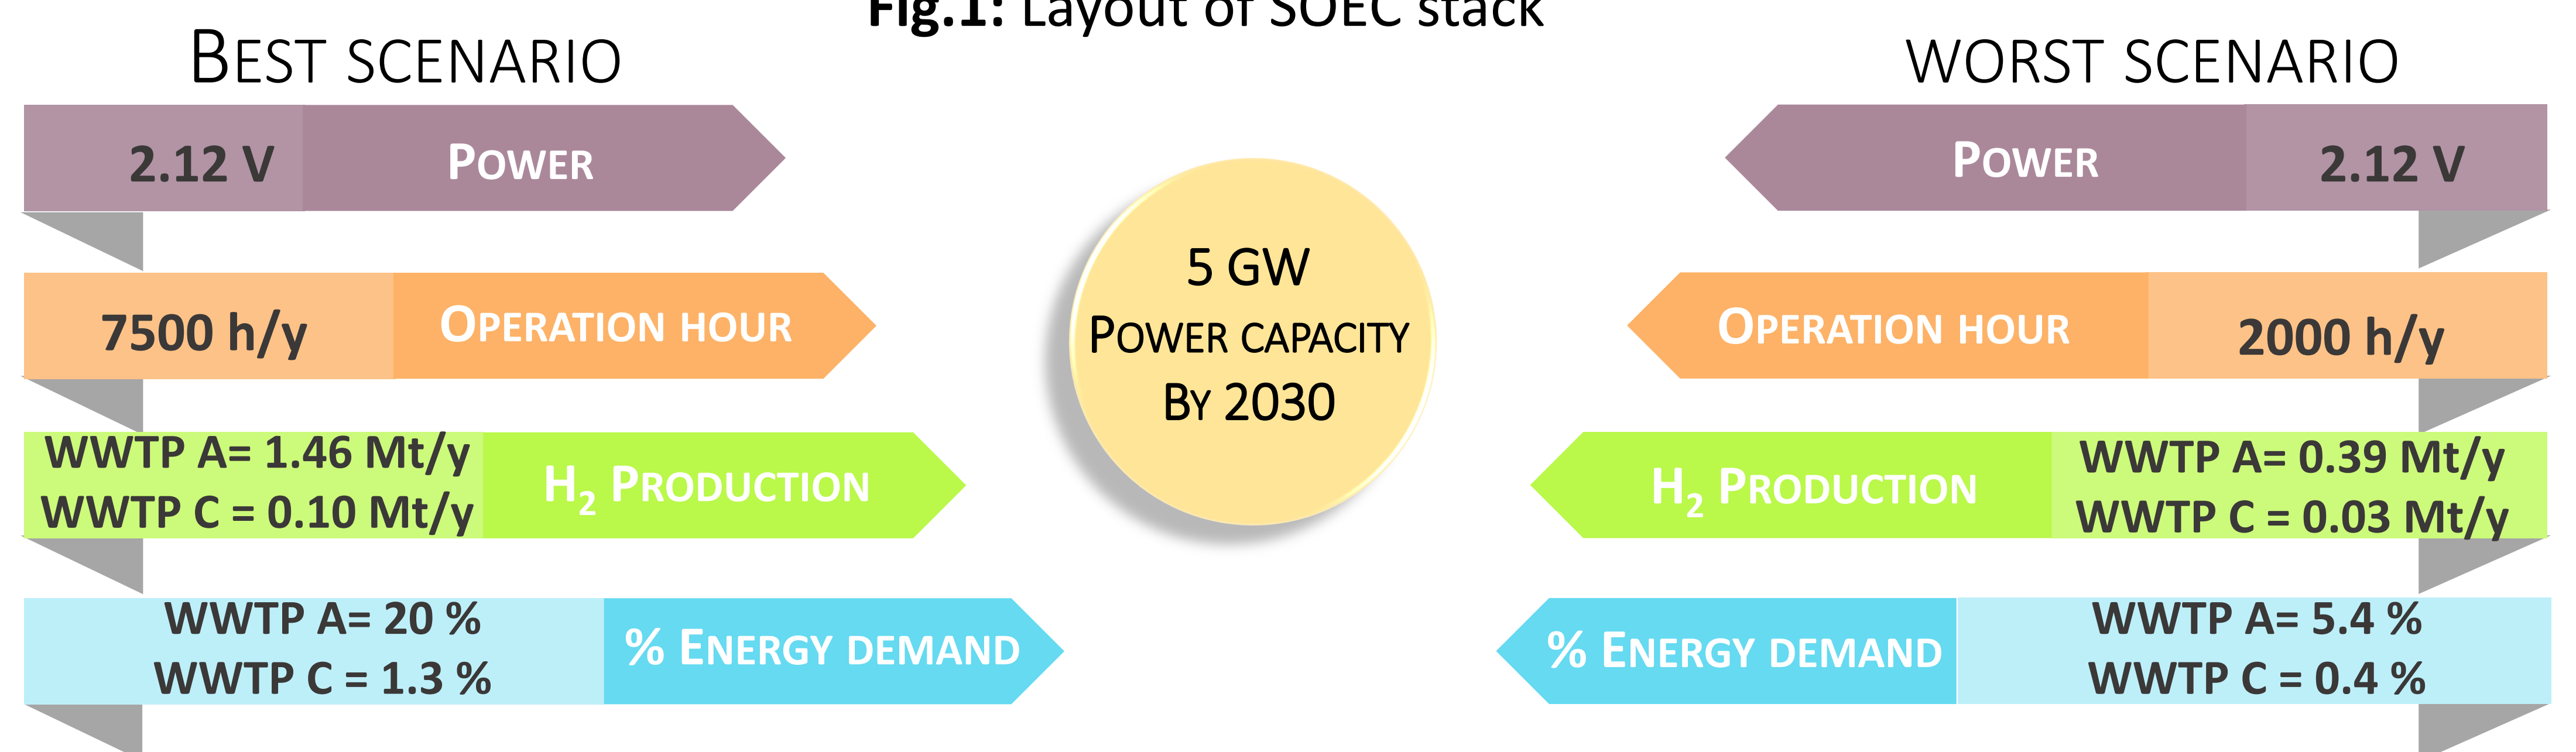 Fig.1: Layout of SOEC stack
BEST SCENARIO
2.12 V POWER
7500 h/y OPERATION HOUR
WWTP A= 1.46 Mt/y
WWTP C = 0.10 Mt/y
H2 PRODUCTION
WWTP A= 20 %
WWTP C = 1.3 %
% ENERGY DEMAND
5 GW
POWER CAPACITY
BY 2030
WORST SCENARIO
POWER 2.12 V
OPERATION HOUR 2000 h/y
H2 PRODUCTION
WWTP A= 0.39 Mt/y
WWTP C = 0.03 Mt/y
% ENERGY DEMAND
WWTP A= 5.4 %
WWTP C = 0.4 %